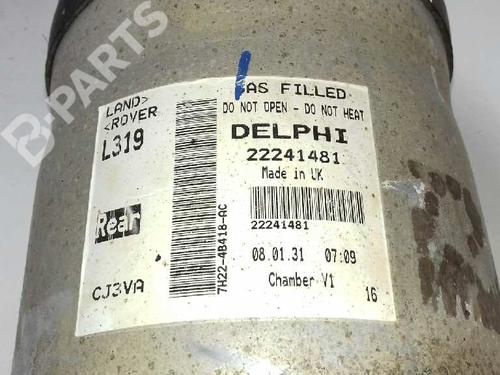 B-PARTS
GAS FILLED
DO NOT OPEN - DO NOT HEAT
LAND>
<ROVER
L319
DELPHI
22241481
Made in UK
Rear
22241481
7H22-4B418-AC
08.01.31 07:09
CJ3VA
Chamber V1
16